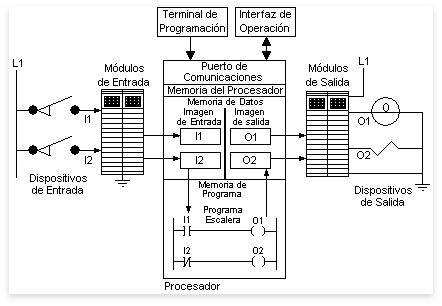 Terminal de
Programación
Interfaz de
Operación
L1
Módulos
de Entrada
Puerto de
Comunicaciones
Memoria del Procesador
Memoria de Datos
Imagen
de Entrada
Imagen
de salida
Módulos
de Salida
L1
I1
I1
O1
O
O1
I2
I2
O2
O2
Dispositivos
de Entrada
Dispositivos
de Salida
Memoria de
Programa
Programa
Escalera
I1
O1
I2
O2
Procesador